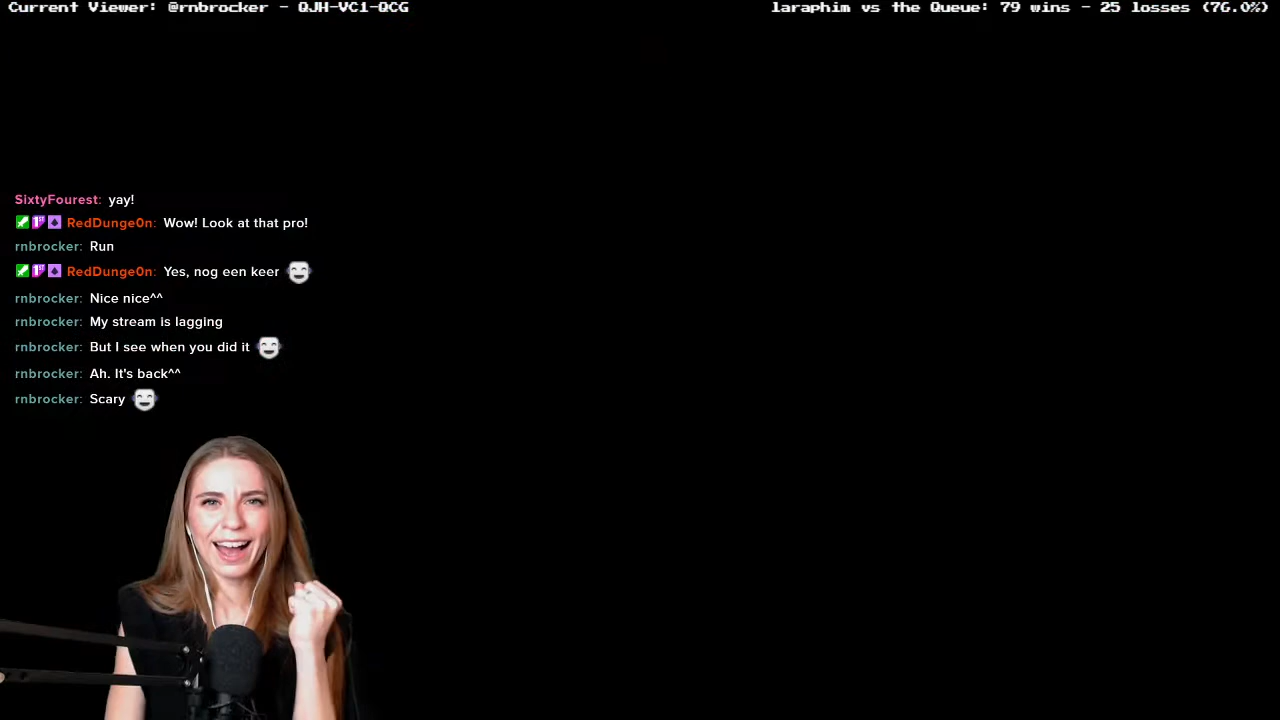 Current Viewer: @rnbrocker - QJH-VC1-QCG
laraphim vs the Queue: 79 wins - 25 losses (76.0%)
SixtyFourest: yay!
RedDunge0n: Wow! Look at that pro!
rnbrocker: Run
RedDunge0n: Yes, nog een keer
rnbrocker: Nice nice^^
rnbrocker: My stream is lagging
rnbrocker: But I see when you did it
rnbrocker: Ah. It's back^^
rnbrocker: Scary